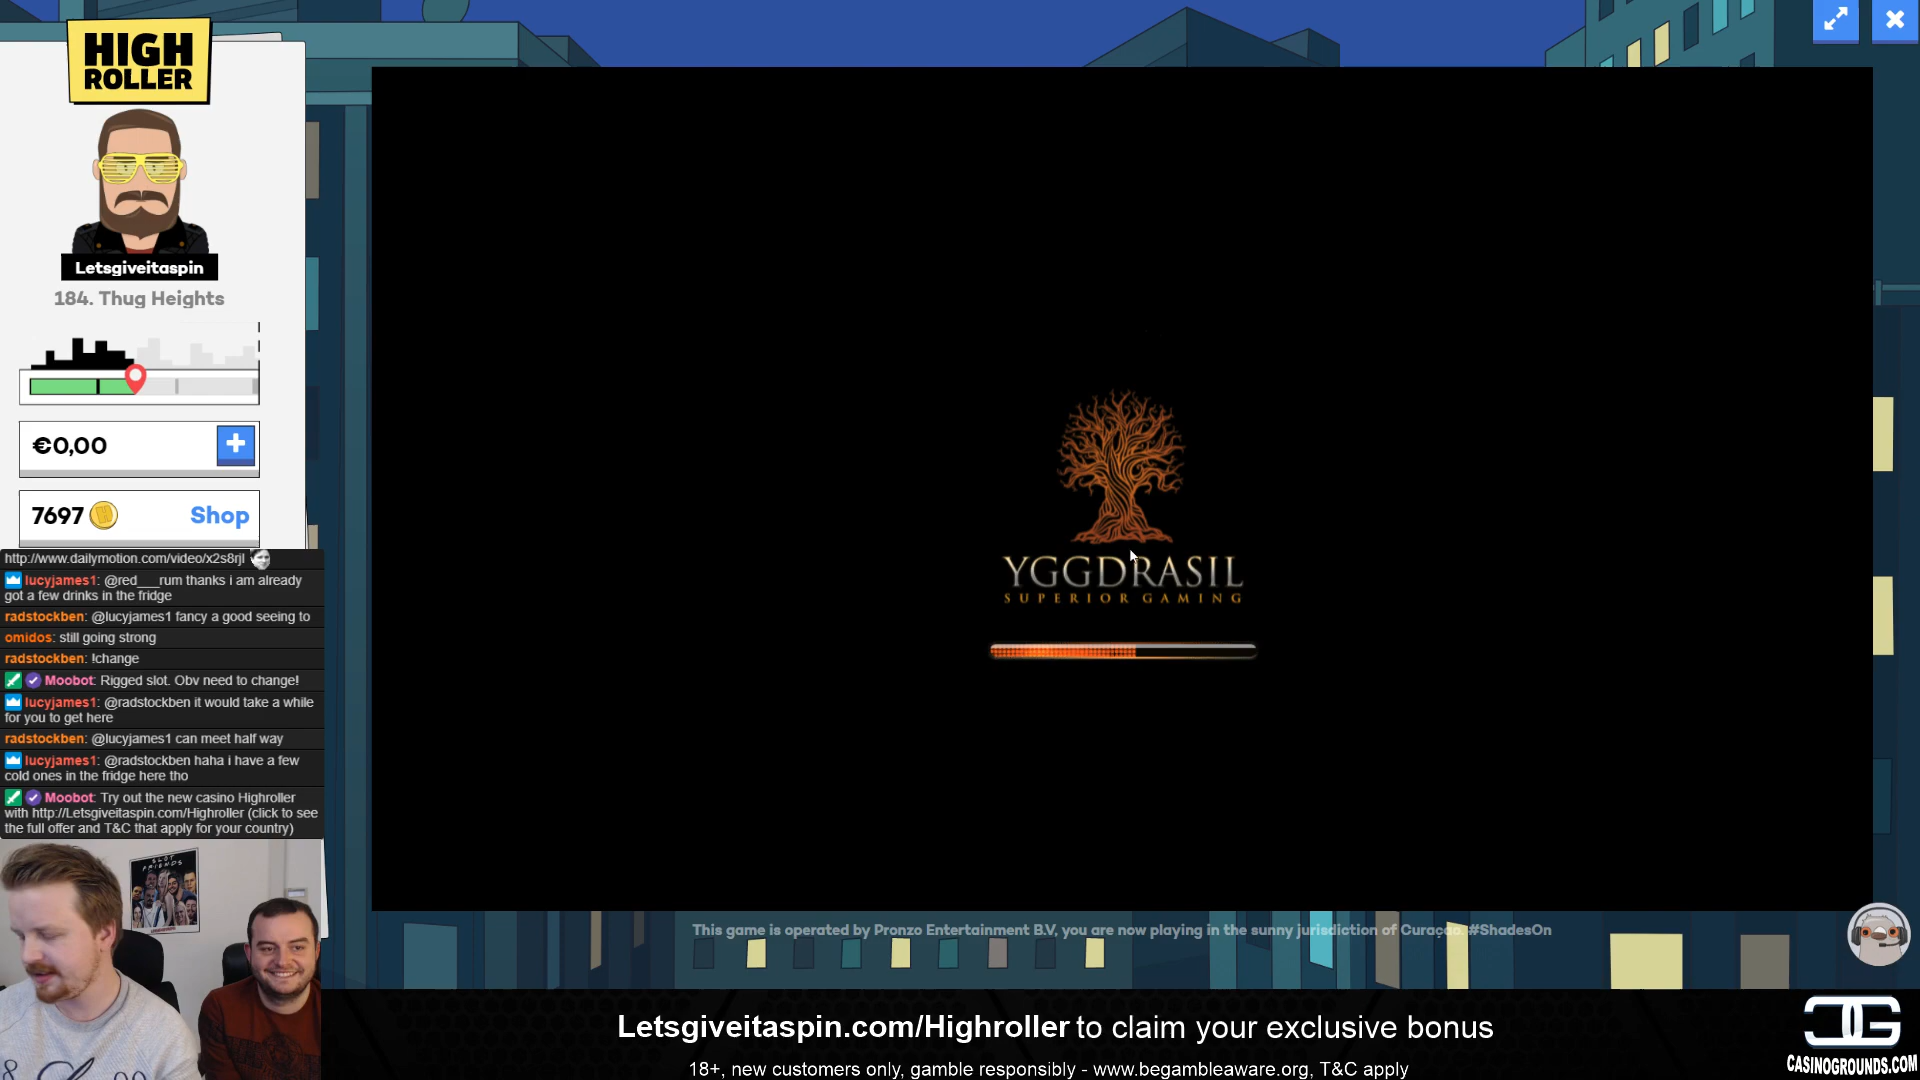 HIGH
ROLLER
Letsgiveitaspin
184. Thug Heights
€0,00
7697
Shop
http://www.dailymotion.com/video/x2s8rjl
lucyjames1: @red___rum thanks i am already
got a few drinks in the fridge
radstockben: @lucyjames1 fancy a good seeing to
omidos: still going strong
radstockben: !change
Moobot: Rigged slot. Obv need to change!
lucyjames1: @radstockben it would take a while
for you to get here
radstockben: @lucyjames1 can meet half way
lucyjames1: @radstockben haha i have a few
cold ones in the fridge here tho
Moobot: Try out the new casino Highroller
with http://Letsgiveitaspin.com/Highroller (click to see
the full offer and T&C that apply for your country)
SLOT
FRIENDS
YGGDRASIL
SUPERIOR GAMING
This game is operated by Pronzo Entertainment B.V, you are now playing in the sunny jurisdiction of Curaçao. #ShadesOn
Letsgiveitaspin.com/Highroller to claim your exclusive bonus
18+, new customers only, gamble responsibly - www.begambleaware.org, T&C apply
CG
CASINOGROUNDS.COM